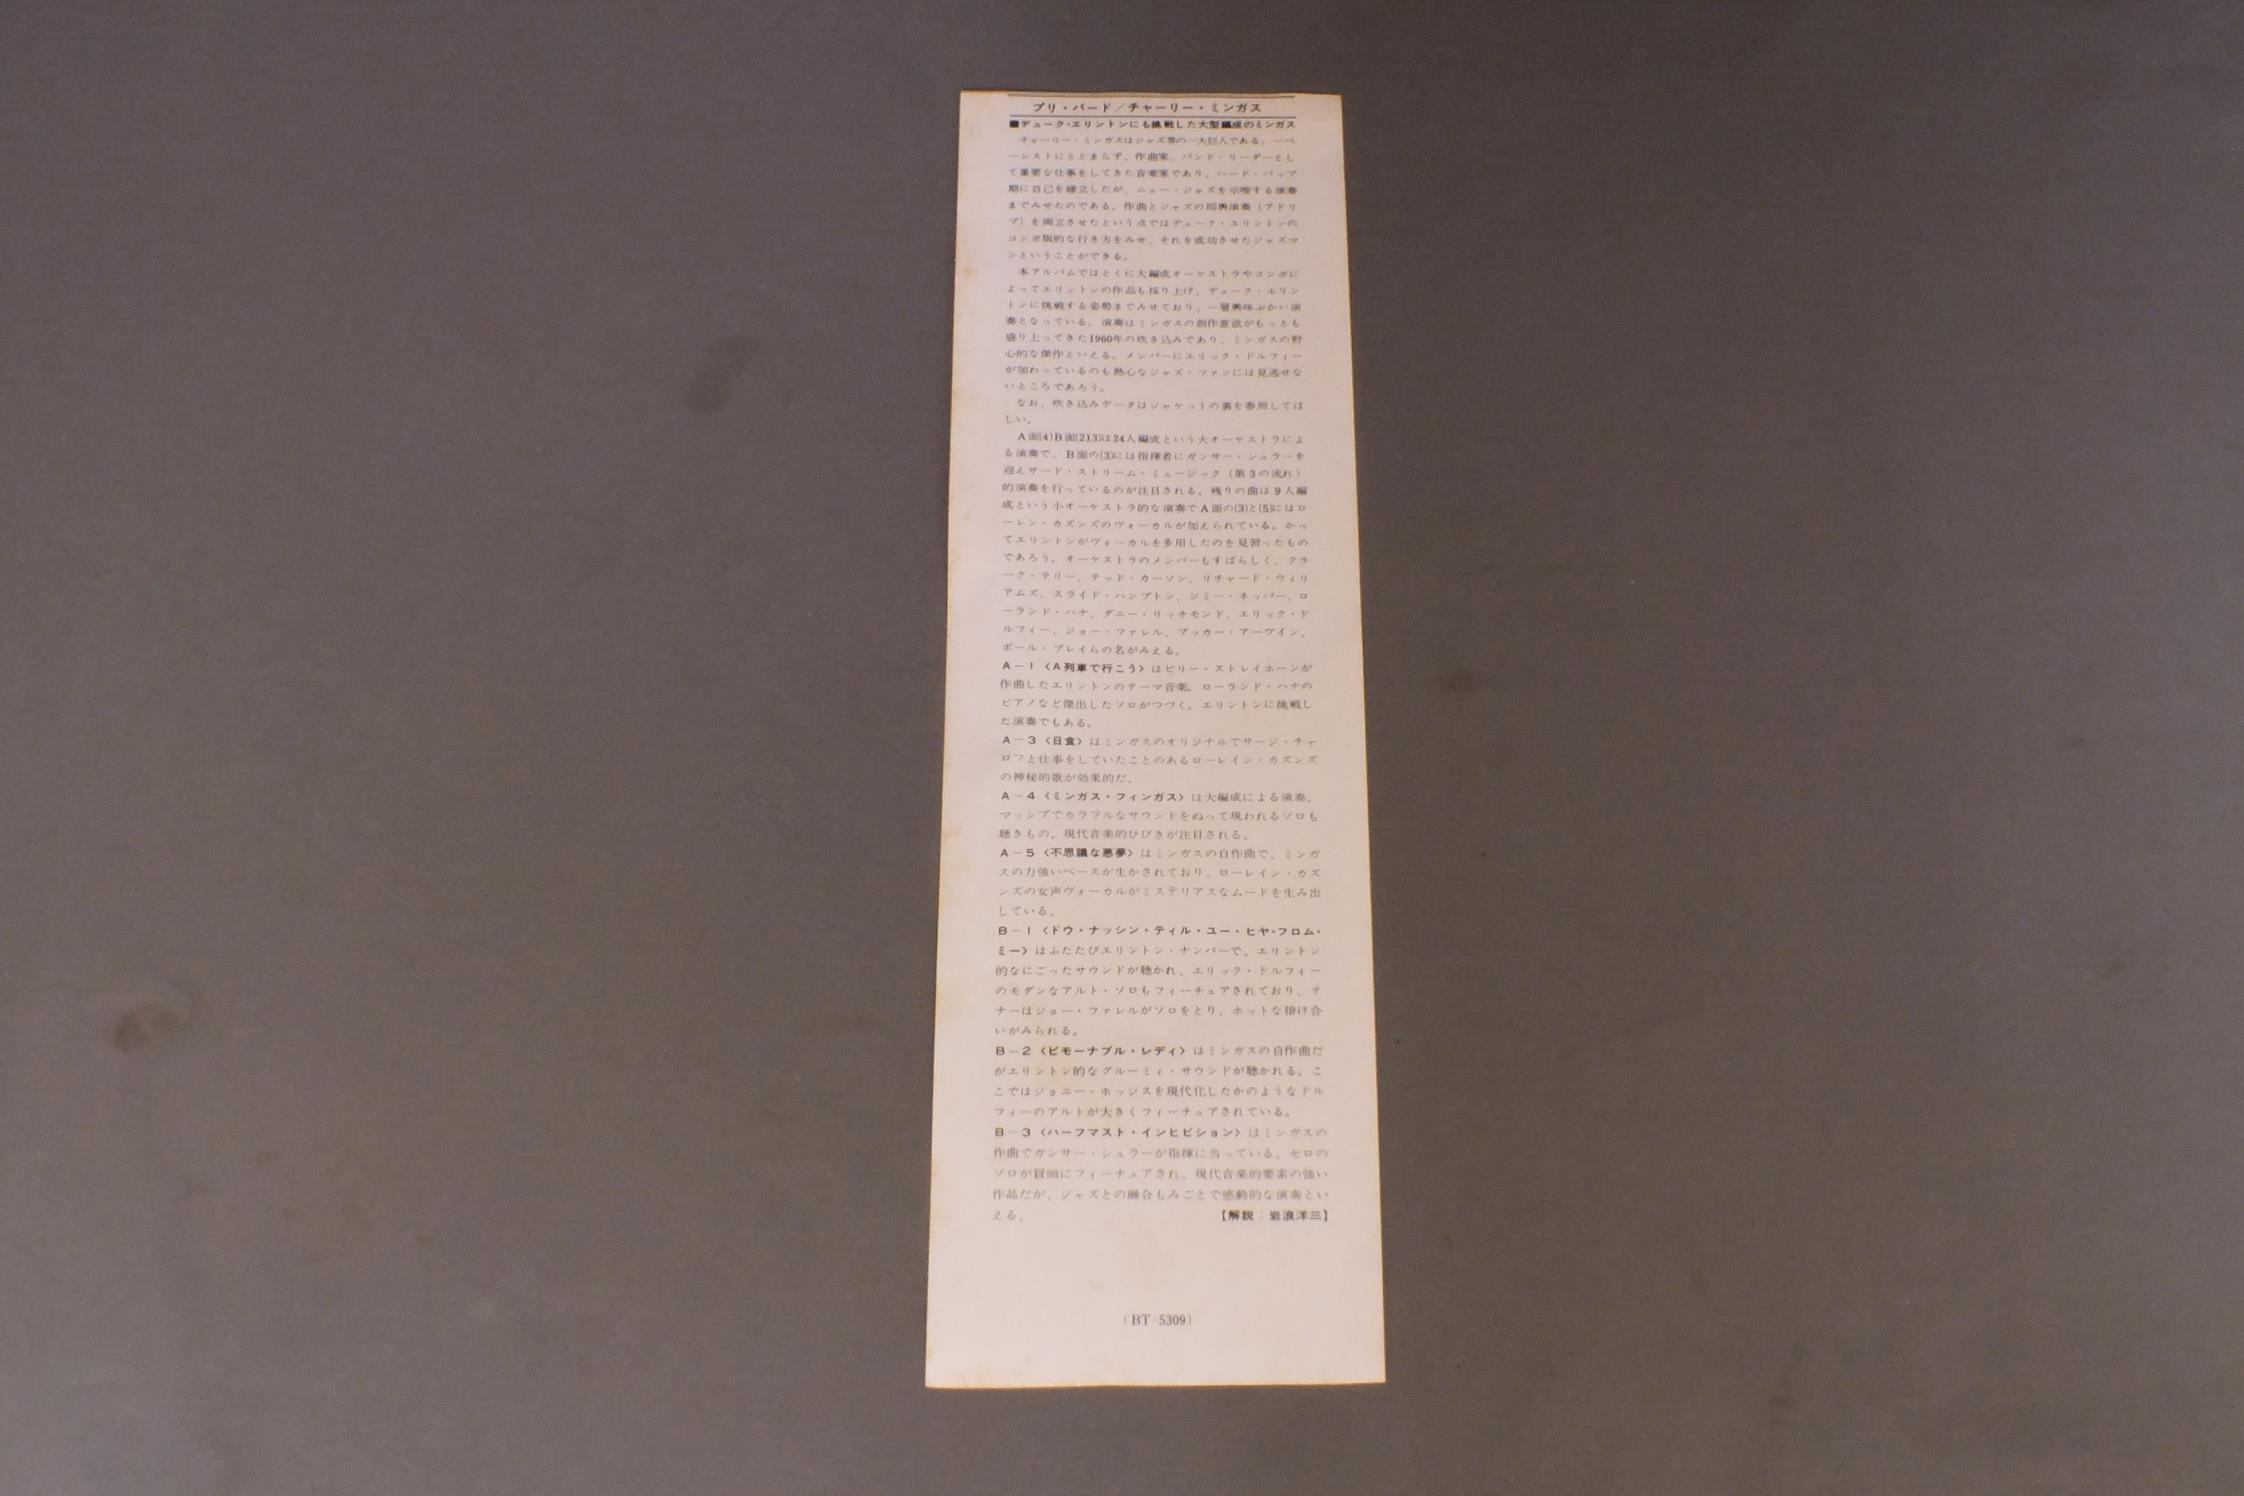 プリ・バード／チャーリー・ミンガス
■デューク・エリントンにも挑戦した大型編成のミンガス
チャーリー・ミンガスはジャズ界の一大巨人である。一ベ
ーシストにとどまらず、作曲家、バンド・リーダーとし
て重要な仕事をしてきた音楽家であり、ハード・バップ
期に自己を確立したが、ニュー・ジャズを示唆する演奏
までみせたのである。作曲とジャズの即興演奏（アドリ
ブ）を両立させたという点ではデューク・エリントンの
コンボ版的な行き方をみせ、それを成功させたジャズマ
ンということができる。
本アルバムではとくに大編成オーケストラやコンボに
よってエリントンの作品も採り上げ、デューク・エリン
トンに挑戦する姿勢までみせており、一層興味ぶかい演
奏となっている。演奏はミンガスの創作意欲がもっとも
盛り上ってきた1960年の吹き込みであり、ミンガスの野
心的な傑作といえる。メンバーにエリック・ドルフィー
が加わっているのも熱心なジャズ・ファンには見逃せな
いところであろう。
なお、吹き込みデータはジャケットの裏を参照してほ
しい。
A面(4)B面(2)(3)は24人編成という大オーケストラによ
る演奏で、B面の(3)には指揮者にガンサー・シュラーを
迎えサード・ストリーム・ミュージック（第3の流れ）
的演奏を行っているのが注目される。残りの曲は9人編
成という小オーケストラ的な演奏でA面の(3)と(5)にはロ
ーレン・カズンズのヴォーカルが加えられている。かっ
てエリントンがヴォーカルを多用したのを見習ったもの
であろう。オーケストラのメンバーもすばらしく、クラ
ーク・テリー、テッド・カーソン、リチャード・ウィリ
アムズ、スライド・ハンプトン、ジミー・ネッパー、ロ
ーランド・ハナ、ダニー・リッチモンド、エリック・ド
ルフィー、ジョー・ファレル、ブッカー・アーヴィン、
ポール・ブレイらの名がみえる。
A－1〈A列車で行こう〉はビリー・ストレイホーンが
作曲したエリントンのテーマ音楽。ローランド・ハナの
ピアノなど傑出したソロがつづく。エリントンに挑戦し
た演奏でもある。
A－3〈日食〉はミンガスのオリジナルでサージ・チャ
ロフと仕事をしていたことのあるローレイン・カズンズ
の神秘的歌が効果的だ。
A－4〈ミンガス・フィンガス〉は大編成による演奏、
マッシブでカラフルなサウンドをぬって現われるソロも
聴きもの。現代音楽的ひびきが注目される。
A－5〈不思議な悪夢〉はミンガスの自作曲で、ミンガ
スの力強いベースが生かされており、ローレイン・カズ
ンズの女声ヴォーカルがミステリアスなムードを生み出
している。
B－1〈ドウ・ナッシン・ティル・ユー・ヒヤ・フロム・
ミー〉はふたたびエリントン・ナンバーで、エリントン
的なにごったサウンドが聴かれ、エリック・ドルフィー
のモダンなアルト・ソロもフィーチュアされており、テ
ナーはジョー・ファレルがソロをとり、ホットな掛け合
いがみられる。
B－2〈ビモーナブル・レディ〉はミンガスの自作曲だ
がエリントン的なグルーミィ・サウンドが聴かれる。こ
こではジョニー・ホッジスを現代化したかのようなドル
フィーのアルトが大きくフィーチュアされている。
B－3〈ハーフマスト・インヒビション〉はミンガスの
作曲でガンサー・シュラーが指揮に当っている。セロの
ソロが冒頭にフィーチュアされ、現代音楽的要素の強い
作品だが、ジャズとの融合もみごとで感動的な演奏とい
える。 【解説：岩浪洋三】
（BT－5309）